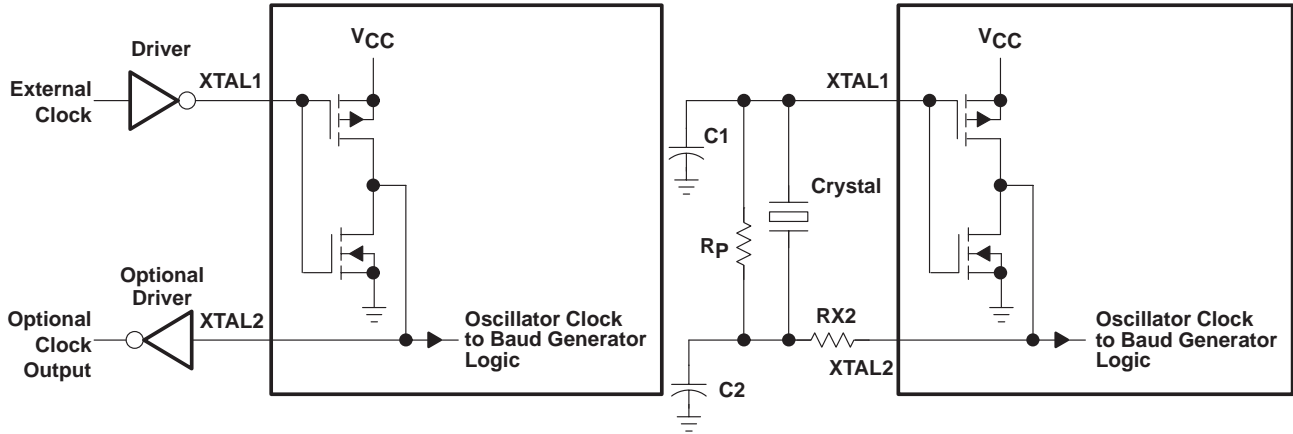 VCC
Driver
XTAL1
External
Clock
Optional
Driver
XTAL2
Optional
Clock
Output
Oscillator Clock
to Baud Generator
Logic
VCC
XTAL1
C1
Crystal
RP
RX2
XTAL2
C2
Oscillator Clock
to Baud Generator
Logic